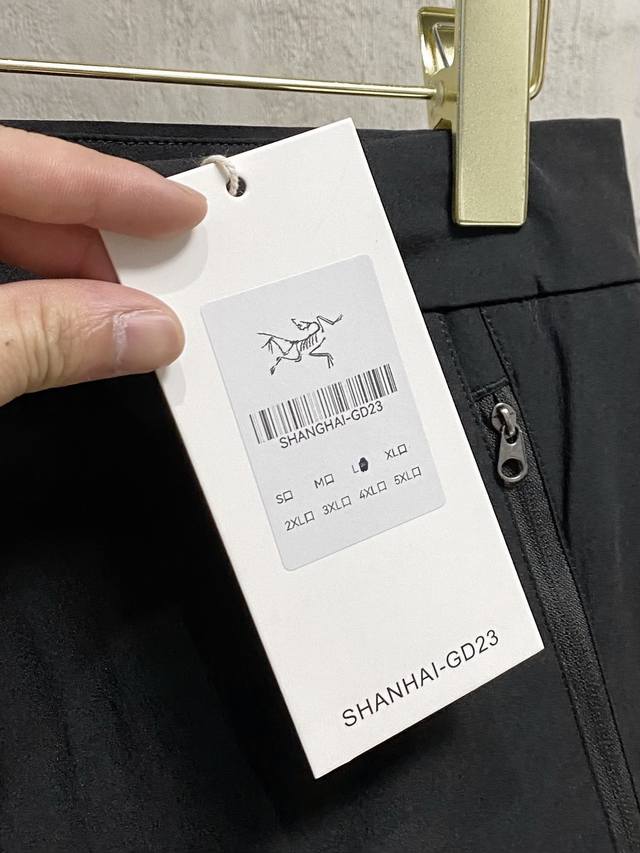 SHANGHAI-GD23
S□ M□ L■ XL□
2XL□ 3XL□ 4XL□ 5XL□
SHANHAI-GD23